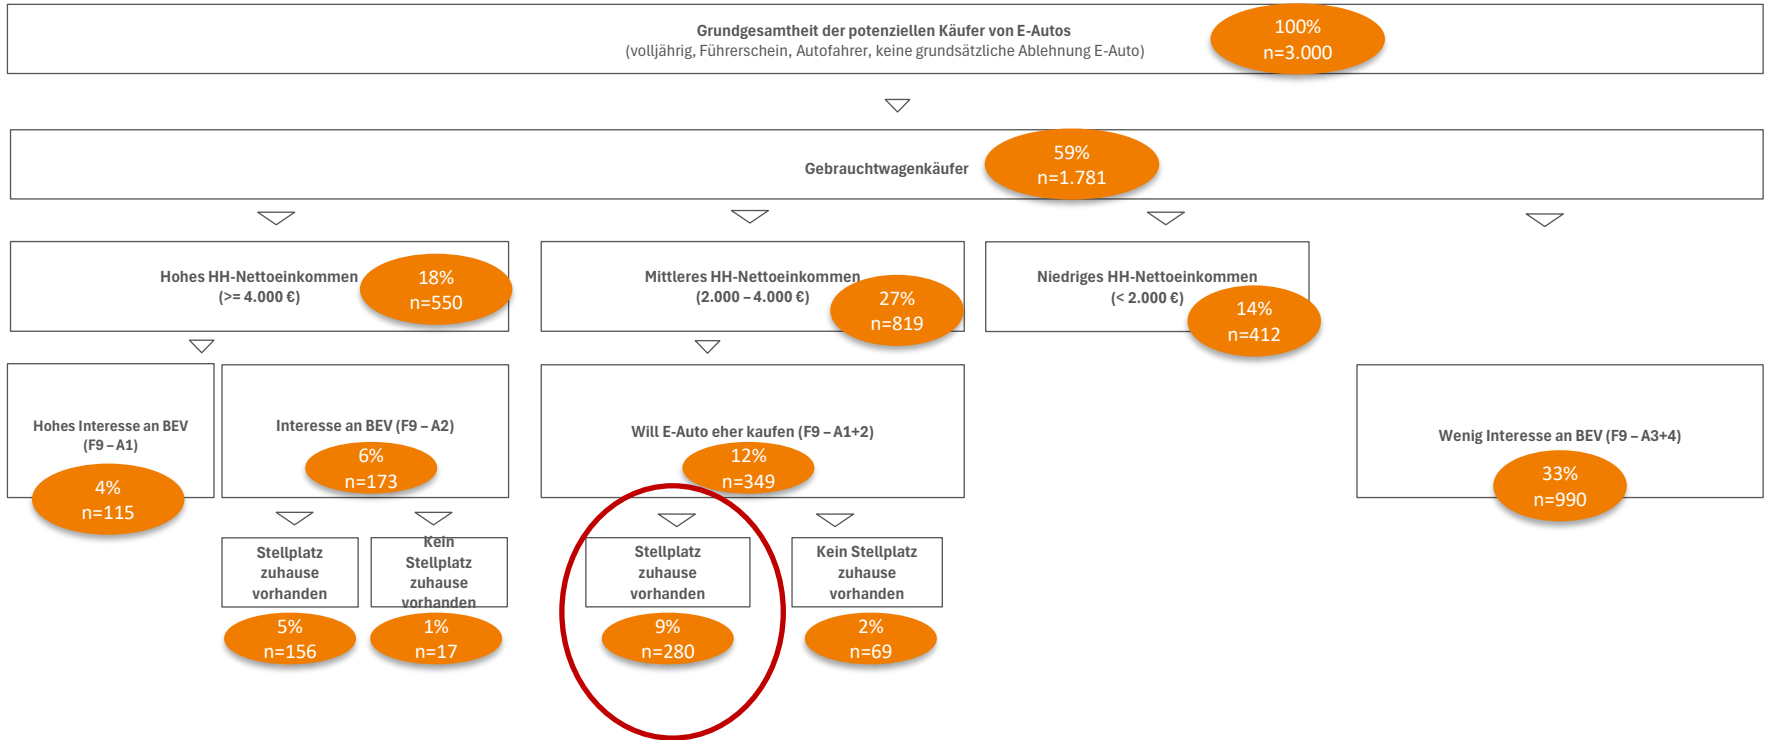 Grundgesamtheit der potenziellen Käufer von E-Autos
(volljährig, Führerschein, Autofahrer, keine grundsätzliche Ablehnung E-Auto)
100%
n=3.000
Gebrauchtwagenkäufer
59%
n=1.781
Hohes HH-Nettoeinkommen
(>= 4.000 €)
18%
n=550
Mittleres HH-Nettoeinkommen
(2.000 – 4.000 €)
27%
n=819
Niedriges HH-Nettoeinkommen
(< 2.000 €)
14%
n=412
Hohes Interesse an BEV
(F9 – A1)
4%
n=115
Interesse an BEV (F9 – A2)
6%
n=173
Will E-Auto eher kaufen (F9 – A1+2)
12%
n=349
Wenig Interesse an BEV (F9 – A3+4)
33%
n=990
Stellplatz
zuhause
vorhanden
5%
n=156
Kein
Stellplatz
zuhause
vorhanden
1%
n=17
Stellplatz
zuhause
vorhanden
9%
n=280
Kein Stellplatz
zuhause
vorhanden
2%
n=69